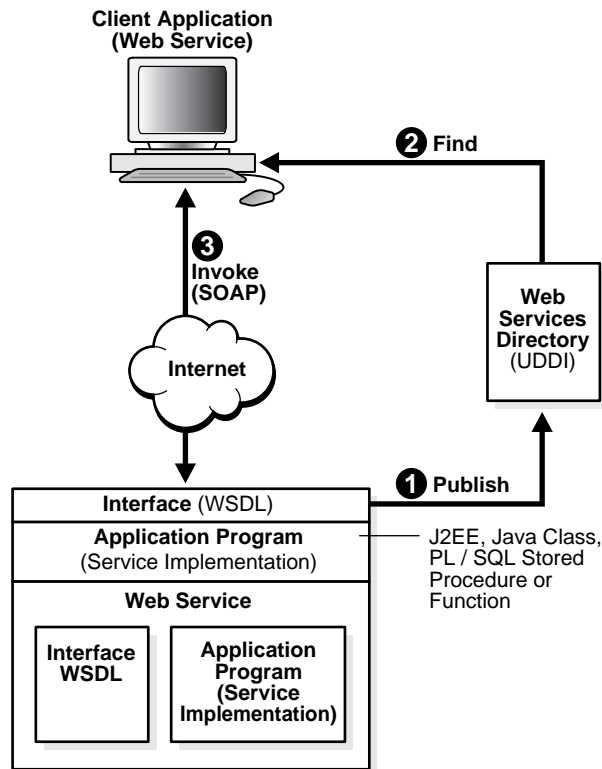 Client Application
(Web Service)
2 Find
3
Invoke
(SOAP)
Internet
Web
Services
Directory
(UDDI)
1 Publish
Interface (WSDL)
Application Program
(Service Implementation)
J2EE, Java Class,
PL / SQL Stored
Procedure or
Function
Web Service
Interface
WSDL
Application
Program
(Service
Implementation)